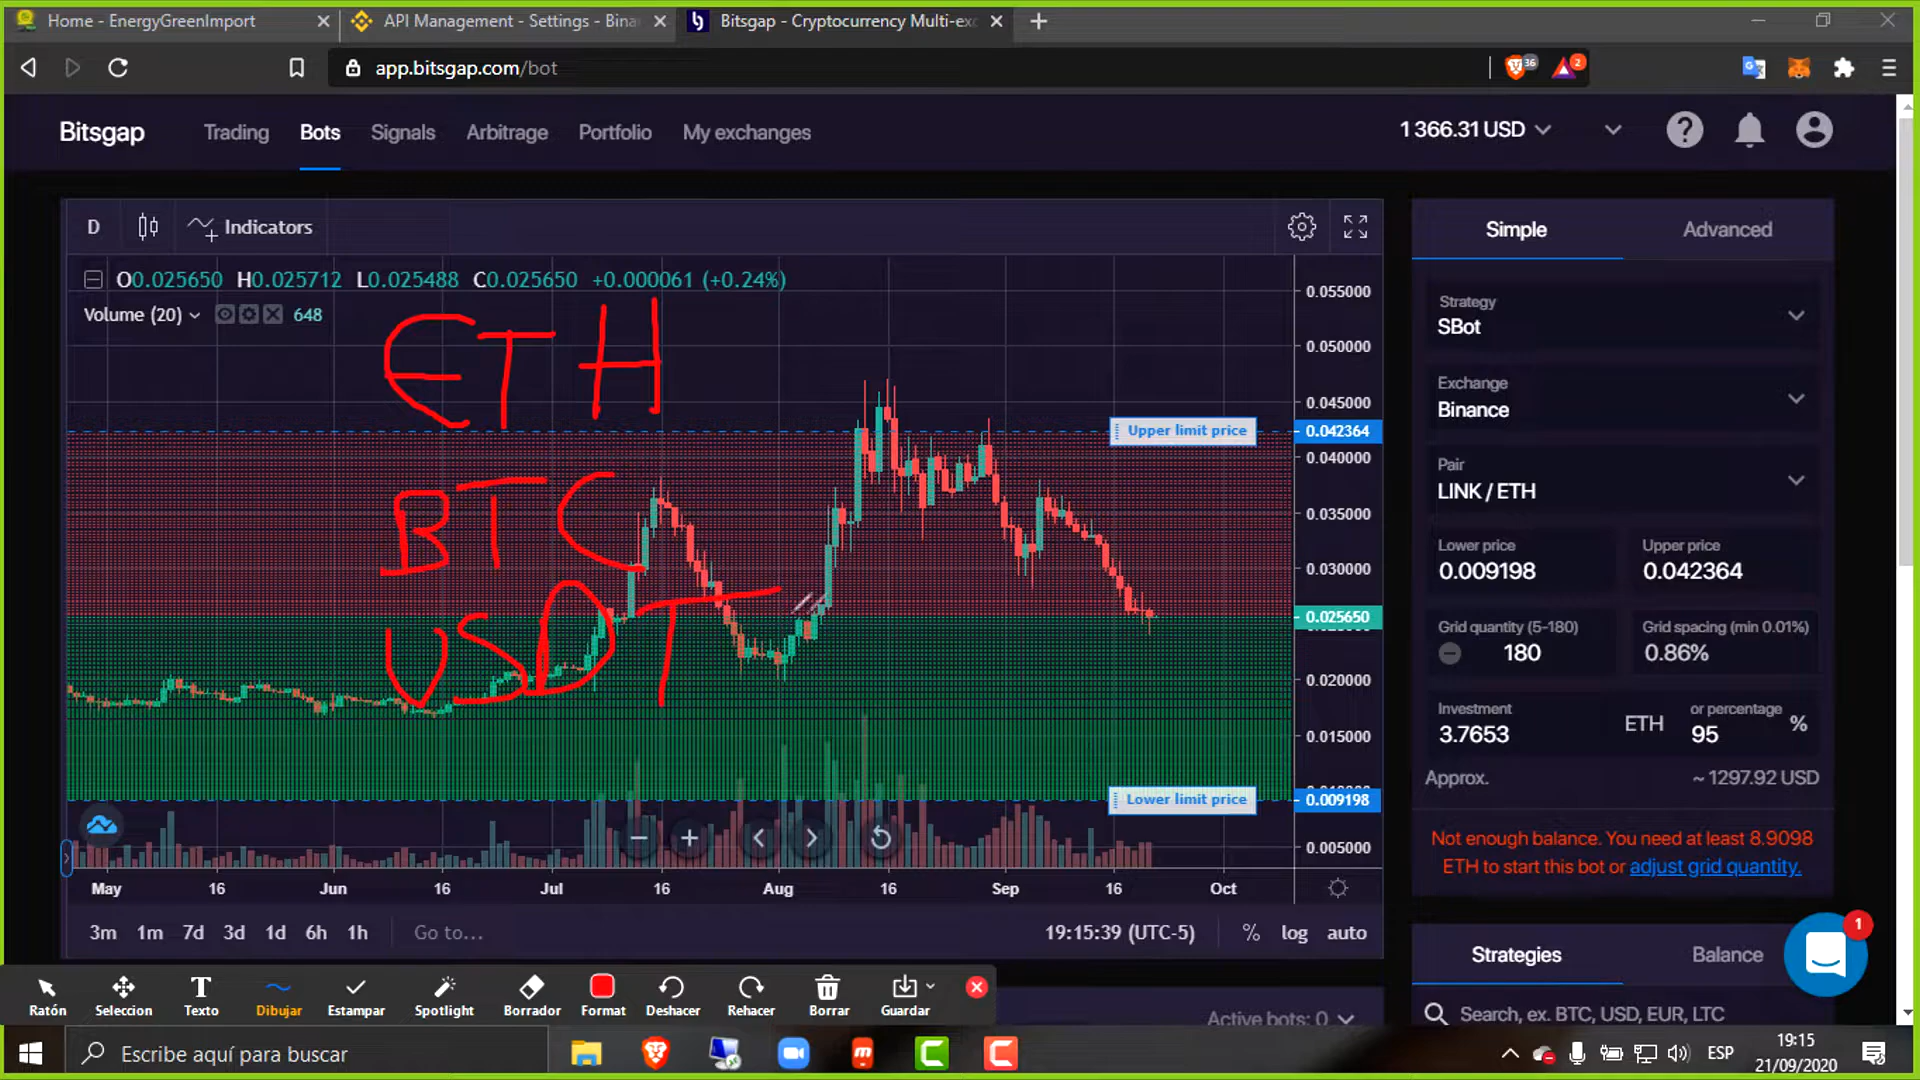 Home - EnergyGreenImport
API Management - Settings - Bina
Bitsgap - Cryptocurrency Multi-exc
app.bitsgap.com/bot
36
2
Bitsgap
Trading
Bots
Signals
Arbitrage
Portfolio
My exchanges
1 366.31 USD
D
Indicators
O0.025650 H0.025712 L0.025488 C0.025650 +0.000061 (+0.24%)
Volume (20) 648
ETH
BTC
USDT
Upper limit price
Lower limit price
0.055000
0.050000
0.045000
0.042364
0.040000
0.035000
0.030000
0.025650
0.020000
0.015000
0.009198
0.005000
May 16 Jun 16 Jul 16 Aug 16 Sep 16 Oct
3m 1m 7d 3d 1d 6h 1h Go to...
19:15:39 (UTC-5) % log auto
Simple
Advanced
Strategy
SBot
Exchange
Binance
Pair
LINK / ETH
Lower price
0.009198
Upper price
0.042364
Grid quantity (5-180)
180
Grid spacing (min 0.01%)
0.86%
Investment
3.7653 ETH
or percentage
95 %
Approx. ~ 1297.92 USD
Not enough balance. You need at least 8.9098
ETH to start this bot or adjust grid quantity.
Strategies
Balance
1
Search, ex. BTC, USD, EUR, LTC
Active bots: 0
Ratón
Seleccion
Texto
Dibujar
Estampar
Spotlight
Borrador
Format
Deshacer
Rehacer
Borrar
Guardar
Escribe aquí para buscar
ESP
19:15
21/09/2020